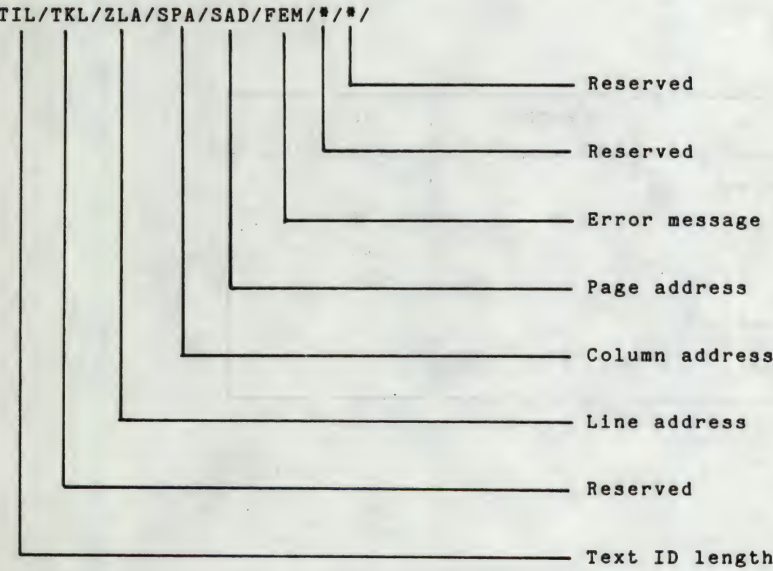 TIL/TKL/ZLA/SPA/SAD/FEM/*/*/
Reserved
Reserved
Error message
Page address
Column address
Line address
Reserved
Text ID length